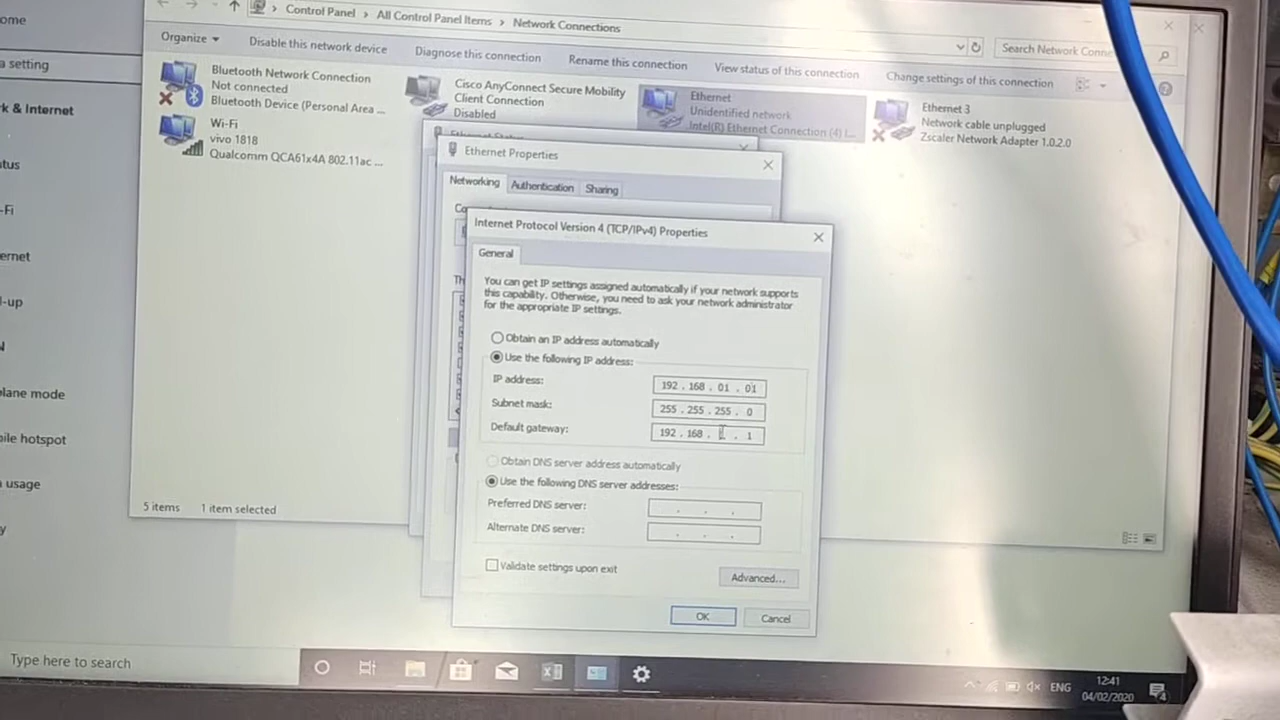 Control Panel > All Control Panel Items > Network Connections
ome
Organize
Disable this network device
Diagnose this connection
Rename this connection
View status of this connection
Change settings of this connection
Search Network Conne
a setting
Bluetooth Network Connection
Not connected
Bluetooth Device (Personal Area ...
Cisco AnyConnect Secure Mobility
Client Connection
Disabled
Ethernet
Unidentified network
Intel(R) Ethernet Connection (4) I...
Ethernet 3
Network cable unplugged
Zscaler Network Adapter 1.0.2.0
Wi-Fi
vivo 1818
Qualcomm QCA61x4A 802.11ac ...
k & Internet
tus
-Fi
ernet
-up
N
lane mode
ile hotspot
usage
y
Ethernet Status
Ethernet Properties
Networking
Authentication
Sharing
Co
Th
Internet Protocol Version 4 (TCP/IPv4) Properties
General
You can get IP settings assigned automatically if your network supports
this capability. Otherwise, you need to ask your network administrator
for the appropriate IP settings.
Obtain an IP address automatically
Use the following IP address:
IP address:
192 . 168 . 01 . 01
Subnet mask:
255 . 255 . 255 . 0
Default gateway:
192 . 168 . . 1
Obtain DNS server address automatically
Use the following DNS server addresses:
Preferred DNS server:
Alternate DNS server:
Validate settings upon exit
Advanced...
OK
Cancel
5 items
1 item selected
Type here to search
ENG
12:41
04/02/2020
4